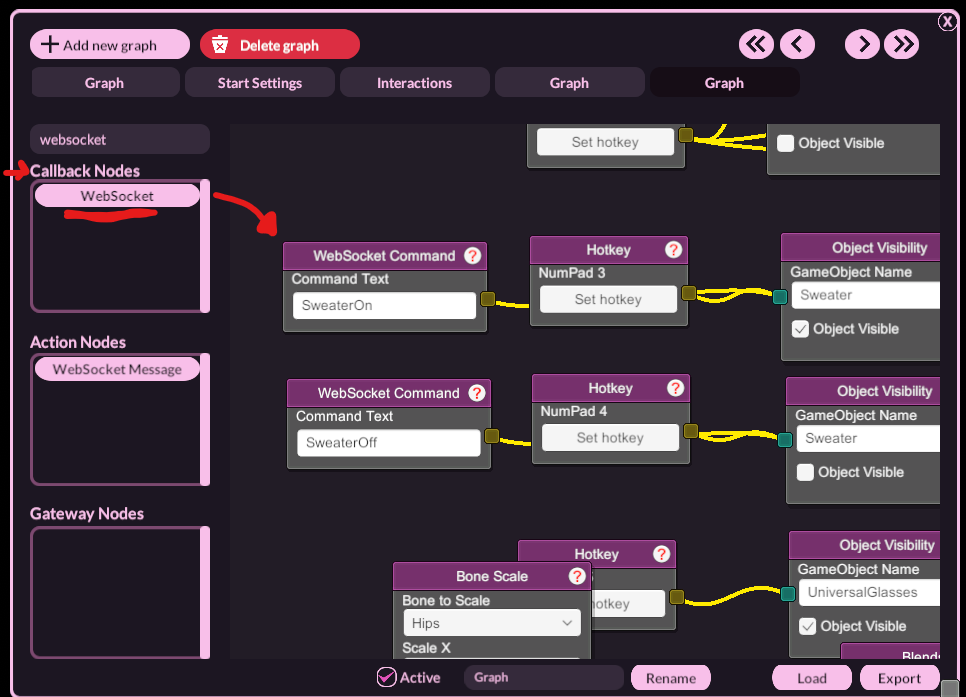 X
Add new graph
Delete graph
Graph
Start Settings
Interactions
Graph
Graph
websocket
Callback Nodes
WebSocket
Action Nodes
WebSocket Message
Gateway Nodes
Set hotkey
Object Visible
WebSocket Command ?
Command Text
SweaterOn
Hotkey ?
NumPad 3
Set hotkey
Object Visibility
GameObject Name
Sweater
Object Visible
WebSocket Command ?
Command Text
SweaterOff
Hotkey ?
NumPad 4
Set hotkey
Object Visibility
GameObject Name
Sweater
Object Visible
Hotkey ?
hotkey
Bone Scale ?
Bone to Scale
Hips
Scale X
Object Visibility
GameObject Name
UniversalGlasses
Object Visible
Blend
Active
Graph
Rename
Load
Export